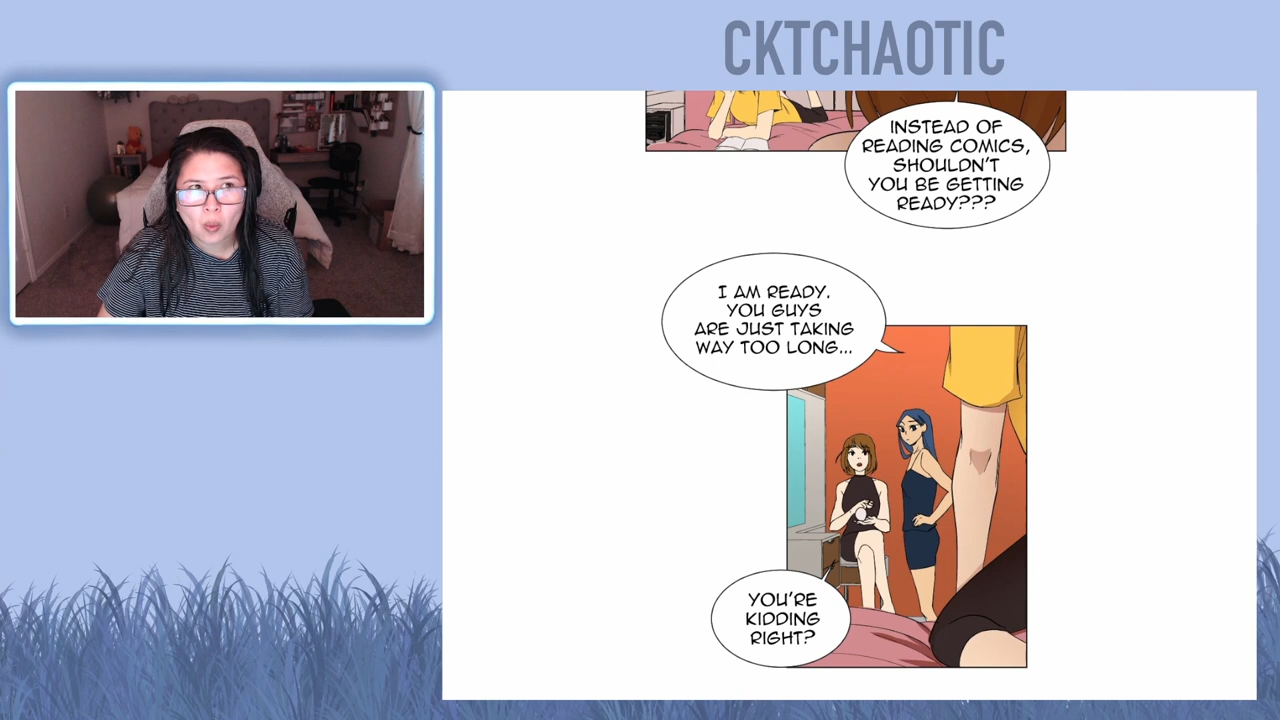 CKTCHAOTIC
INSTEAD OF
READING COMICS,
SHOULDN'T
YOU BE GETTING
READY???
I AM READY.
YOU GUYS
ARE JUST TAKING
WAY TOO LONG...
YOU'RE
KIDDING
RIGHT?